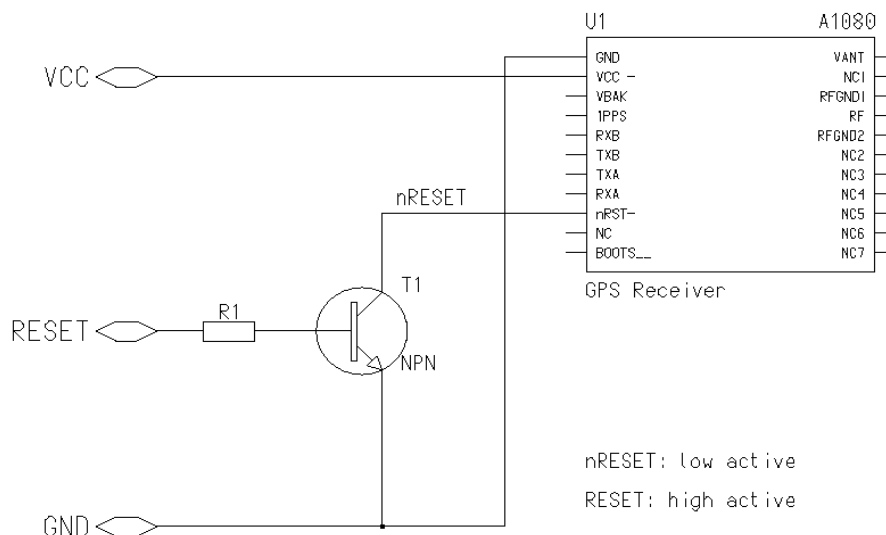 U1 A1080
VCC
GND VANT
VCC NC1
VBAK RFGND1
1PPS RF
RXB RFGND2
TXB NC2
TXA NC3
RXA NC4
nRST NC5
NC NC6
BOOTS__ NC7
GPS Receiver
nRESET
T1
R1
RESET
NPN
nRESET: low active
RESET: high active
GND